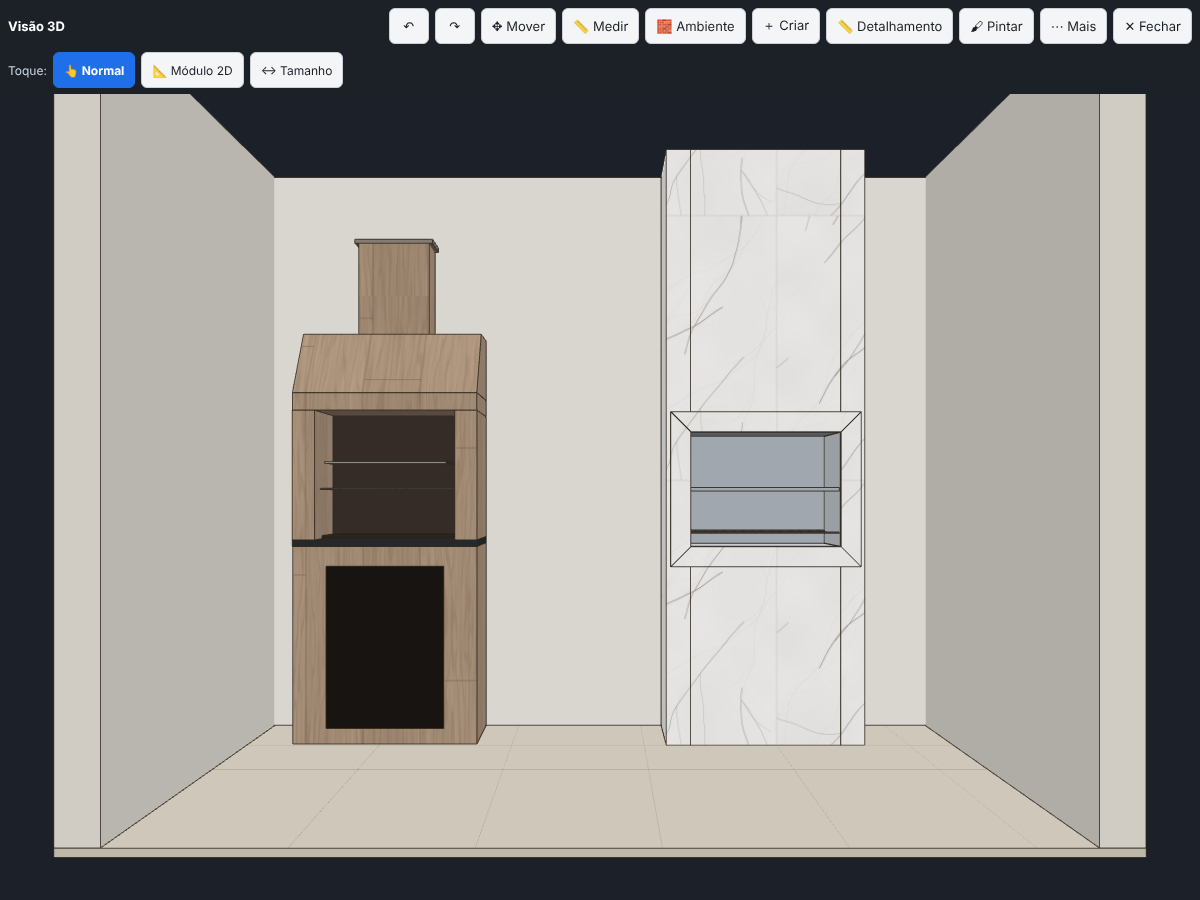 Visão 3D ↶ ↷ ✥ Mover 📏 Medir 🧱 Ambiente + Criar 📏 Detalhamento 🖌 Pintar ⋯ Mais ✕ Fechar
Toque: 👆 Normal 📐 Módulo 2D ↔ Tamanho